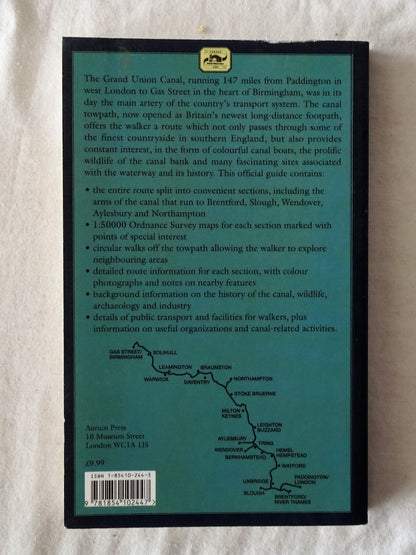 The Grand Union Canal, running 147 miles from Paddington in
west London to Gas Street in the heart of Birmingham, was in
its day the main artery of the country's transport system. The canal
towpath, now opened as Britain's newest long-distance footpath,
offers the walker a route which not only passes through some of
the finest countryside in southern England, but also provides
constant interest, in the form of colourful canal boats, the prolific
wildlife of the canal bank and many fascinating sites associated
with the waterway and its history. This official guide contains:
• the entire route split into convenient sections, including the
arms of the canal that run to Brentford, Slough, Wendover,
Aylesbury and Northampton
• 1:50000 Ordnance Survey maps for each section marked with
points of special interest
• circular walks off the towpath allowing the walker to explore
neighbouring areas
• detailed route information for each section, with colour
photographs and notes on nearby features
• background information on the history of the canal, wildlife,
archaeology and industry
• details of public transport and facilities for walkers, plus
information on useful organizations and canal-related activities.
GAS STREET/
BIRMINGHAM
SOLIHULL
LEAMINGTON
BRAUNSTON
WARWICK
DAVENTRY
NORTHAMPTON
STOKE BRUERNE
MILTON
KEYNES
LEIGHTON
BUZZARD
AYLESBURY
TRING
WENDOVER
HEMEL
HEMPSTEAD
BERKHAMSTED
WATFORD
UXBRIDGE
PADDINGTON/
LONDON
SLOUGH
BRENTFORD/
RIVER THAMES
Aurum Press
10 Museum Street
London WC1A 1JS
£9.99
ISBN 1-85410-244-3
9 781854 102447 >